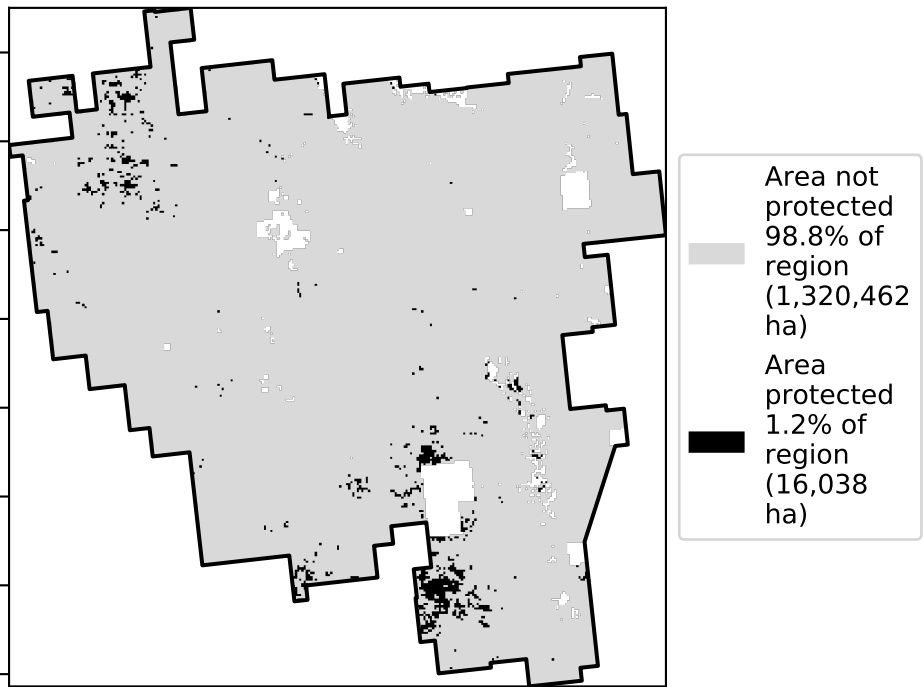 Area not
protected
98.8% of
region
(1,320,462
ha)
Area
protected
1.2% of
region
(16,038
ha)